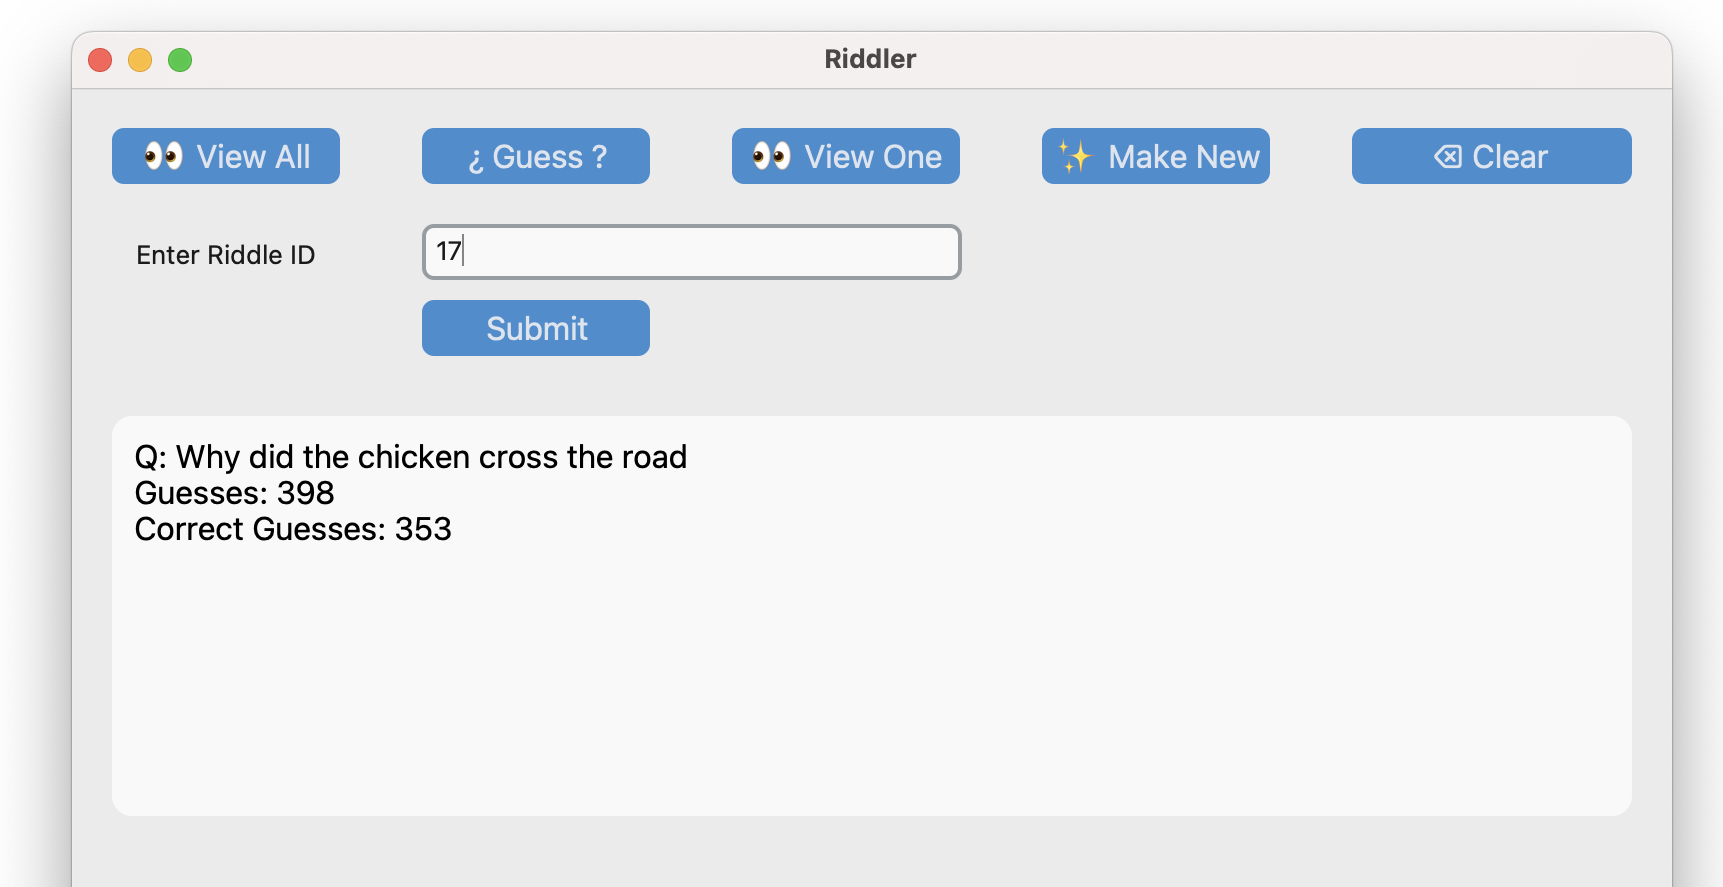 Riddler
👀 View All
¿ Guess ?
👀 View One
✨ Make New
⌫ Clear
Enter Riddle ID
17
Submit
Q: Why did the chicken cross the road
Guesses: 398
Correct Guesses: 353